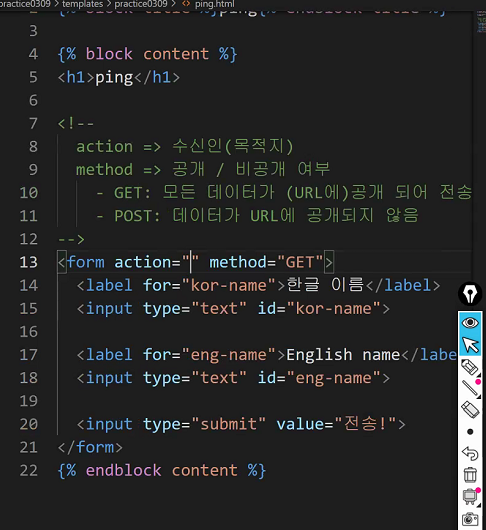 practice0309 > templates > practice0309 > <> ping.html
2 {% block title %}ping{% endblock title %}
3
4 {% block content %}
5 <h1>ping</h1>
6
7 <!--
8 action => 수신인(목적지)
9 method => 공개 / 비공개 여부
10 - GET: 모든 데이터가 (URL에)공개 되어 전송
11 - POST: 데이터가 URL에 공개되지 않음
12 -->
13 <form action="" method="GET">
14 <label for="kor-name">한글 이름</label>
15 <input type="text" id="kor-name">
16
17 <label for="eng-name">English name</labe
18 <input type="text" id="eng-name">
19
20 <input type="submit" value="전송!">
21 </form>
22 {% endblock content %}